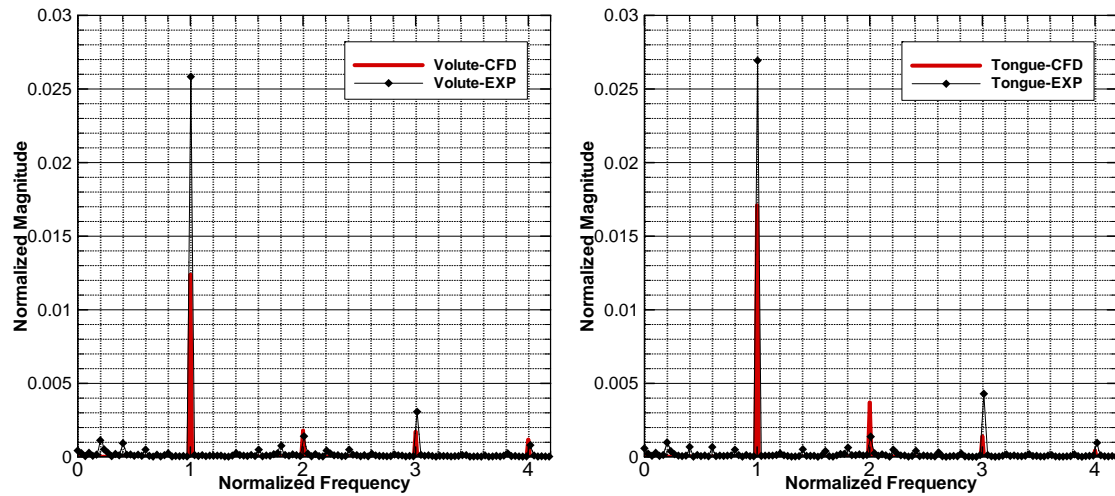 0.03
0.025
0.02
0.015
0.01
0.005
0
Normalized Magnitude
Volute-CFD
Volute-EXP
0 1 2 3 4
Normalized Frequency
0.03
0.025
0.02
0.015
0.01
0.005
0
Normalized Magnitude
Tongue-CFD
Tongue-EXP
0 1 2 3 4
Normalized Frequency